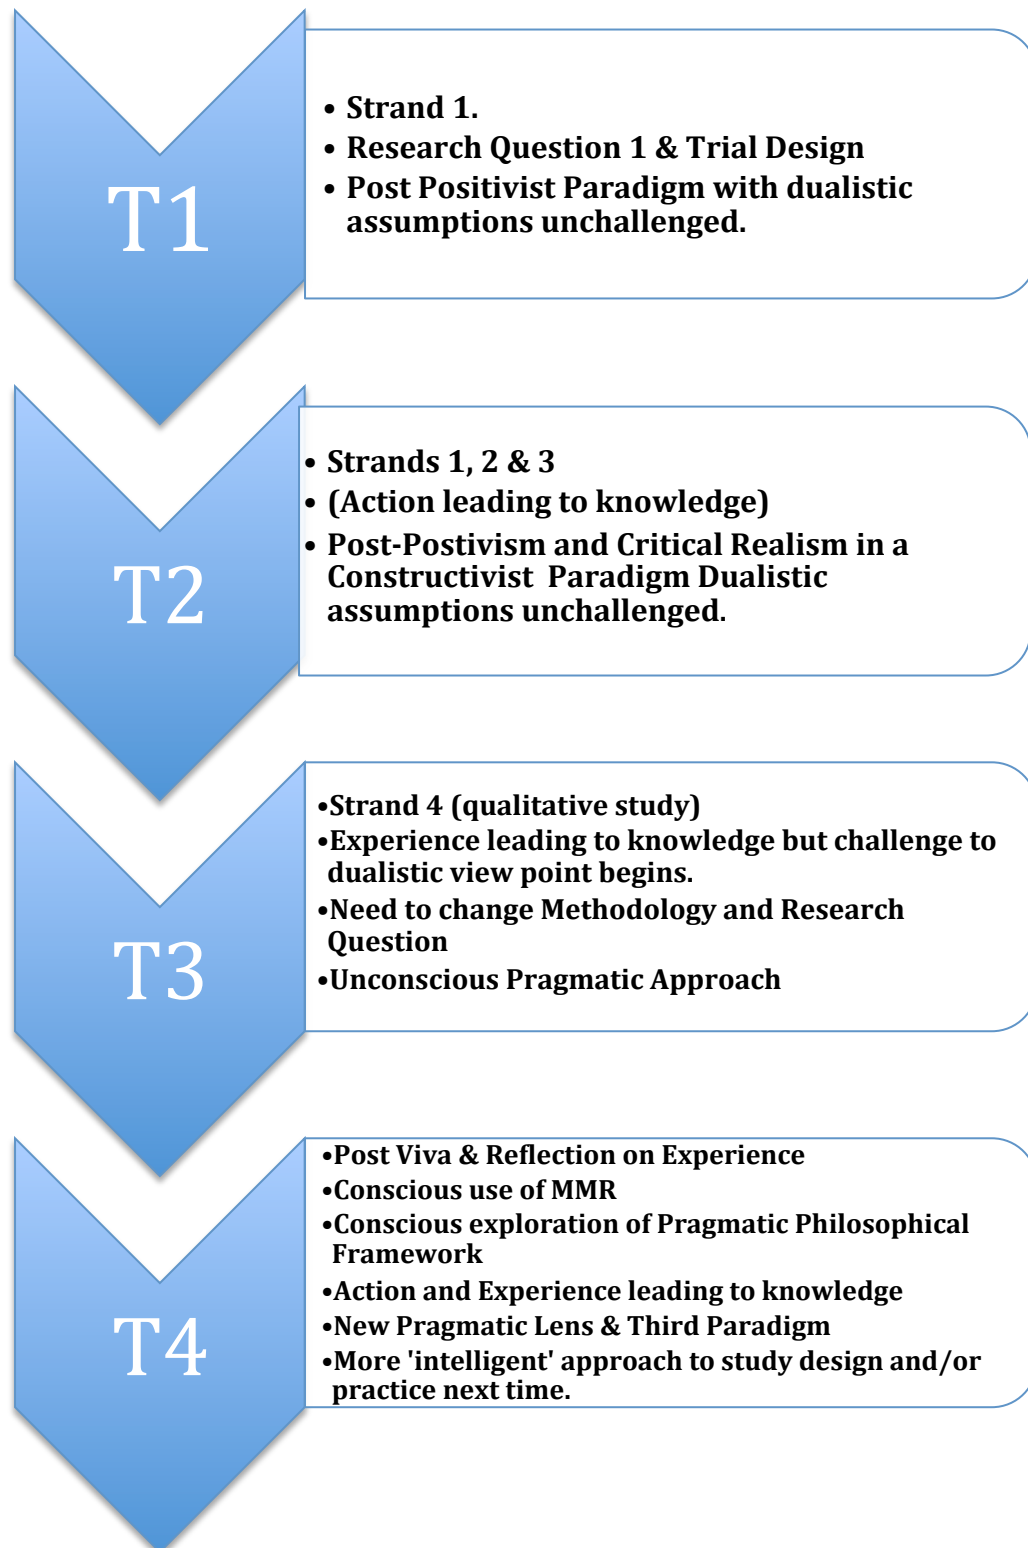 T1
• Strand 1.
• Research Question 1 & Trial Design
• Post Positivist Paradigm with dualistic
assumptions unchallenged.
T2
• Strands 1, 2 & 3
• (Action leading to knowledge)
• Post-Postivism and Critical Realism in a
Constructivist Paradigm Dualistic
assumptions unchallenged.
T3
•Strand 4 (qualitative study)
•Experience leading to knowledge but challenge to
dualistic view point begins.
•Need to change Methodology and Research
Question
•Unconscious Pragmatic Approach
T4
•Post Viva & Reflection on Experience
•Conscious use of MMR
•Conscious exploration of Pragmatic Philosophical
Framework
•Action and Experience leading to knowledge
•New Pragmatic Lens & Third Paradigm
•More 'intelligent' approach to study design and/or
practice next time.